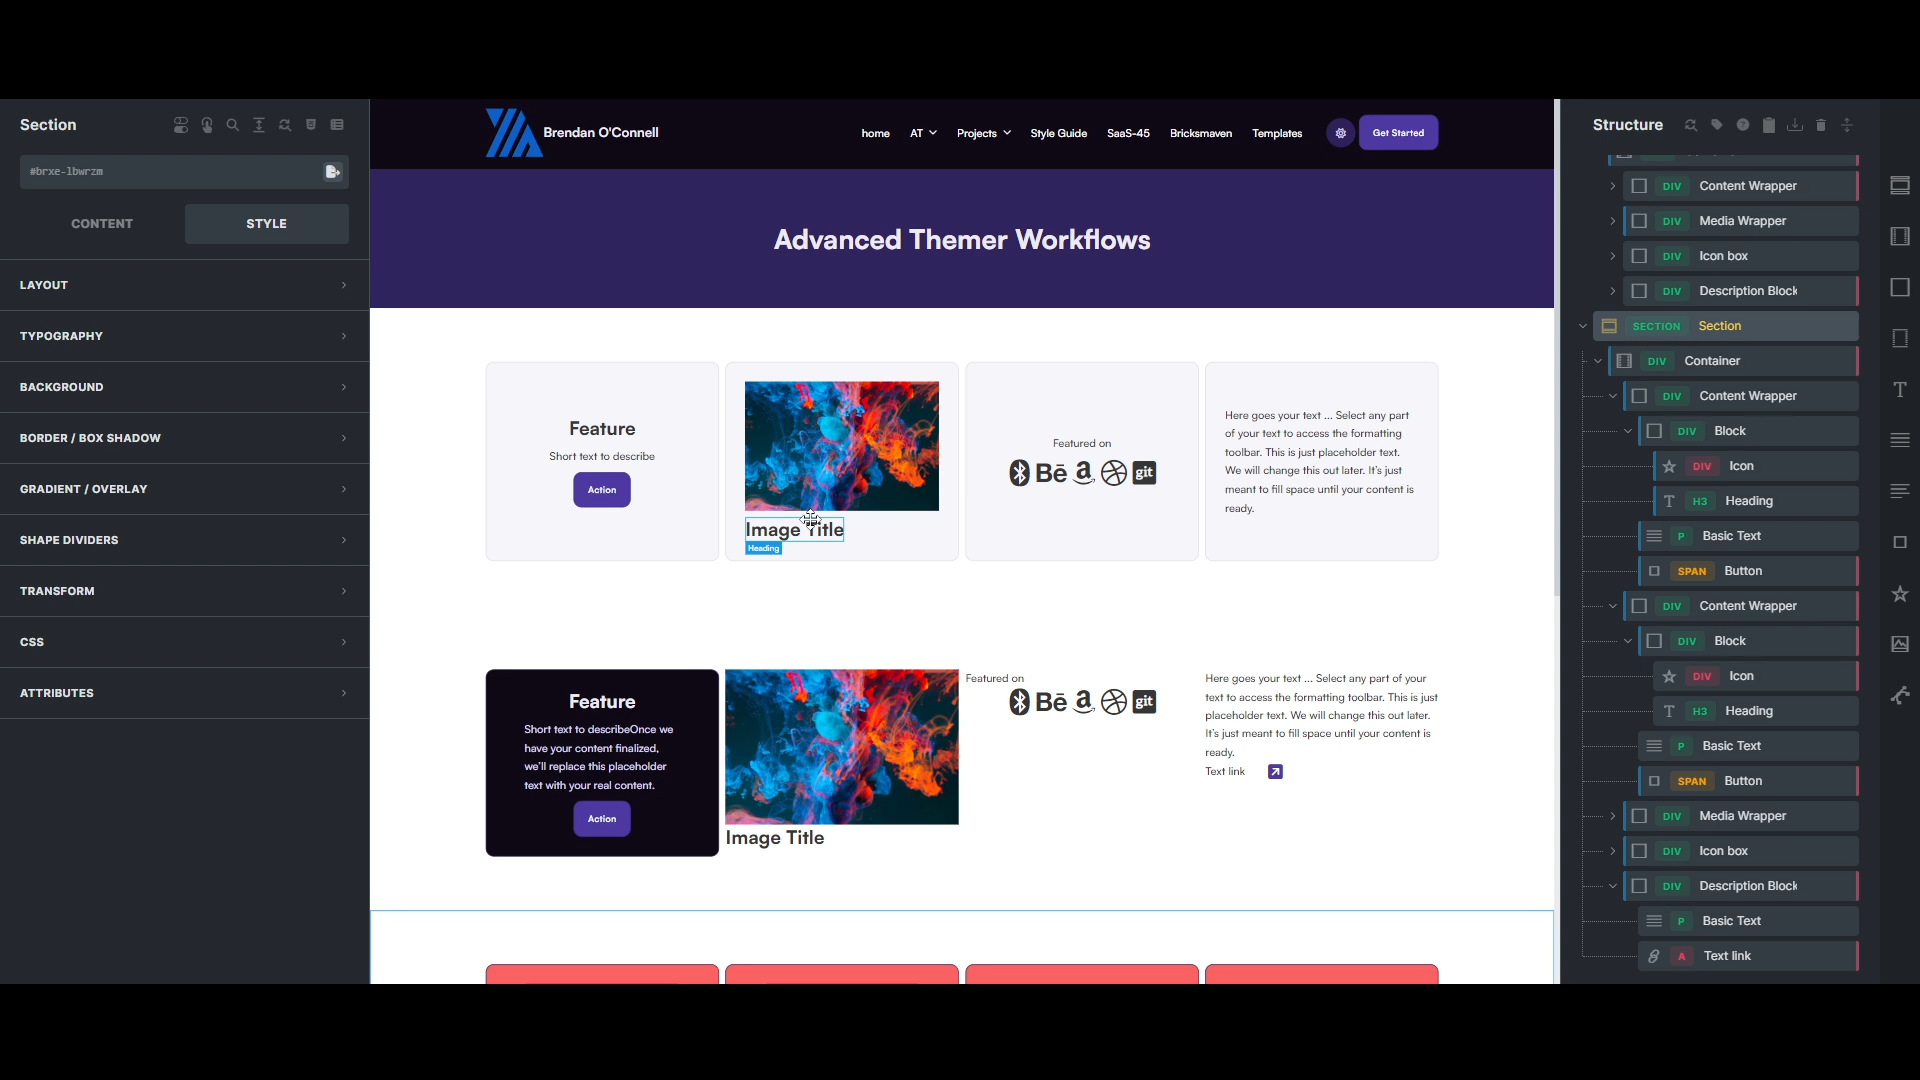 Section
#brxe-lbwrzm
CONTENT
STYLE
LAYOUT
TYPOGRAPHY
BACKGROUND
BORDER / BOX SHADOW
GRADIENT / OVERLAY
SHAPE DIVIDERS
TRANSFORM
CSS
ATTRIBUTES
Brendan O'Connell
home
AT
Projects
Style Guide
SaaS-45
Bricksmaven
Templates
Get Started
Advanced Themer Workflows
Feature
Short text to describe
Action
Image Title
Heading
Featured on
Bē
a
git
Here goes your text ... Select any part
of your text to access the formatting
toolbar. This is just placeholder text.
We will change this out later. It's just
meant to fill space until your content is
ready.
Feature
Short text to describeOnce we
have your content finalized,
we'll replace this placeholder
text with your real content.
Action
Image Title
Featured on
Bē
a
git
Here goes your text ... Select any part of your
text to access the formatting toolbar. This is just
placeholder text. We will change this out later.
It's just meant to fill space until your content is
ready.
Text link
Structure
DIV Content Wrapper
DIV Media Wrapper
DIV Icon box
DIV Description Block
SECTION Section
DIV Container
DIV Content Wrapper
DIV Block
DIV Icon
H3 Heading
P Basic Text
SPAN Button
DIV Content Wrapper
DIV Block
DIV Icon
H3 Heading
P Basic Text
SPAN Button
DIV Media Wrapper
DIV Icon box
DIV Description Block
P Basic Text
A Text link